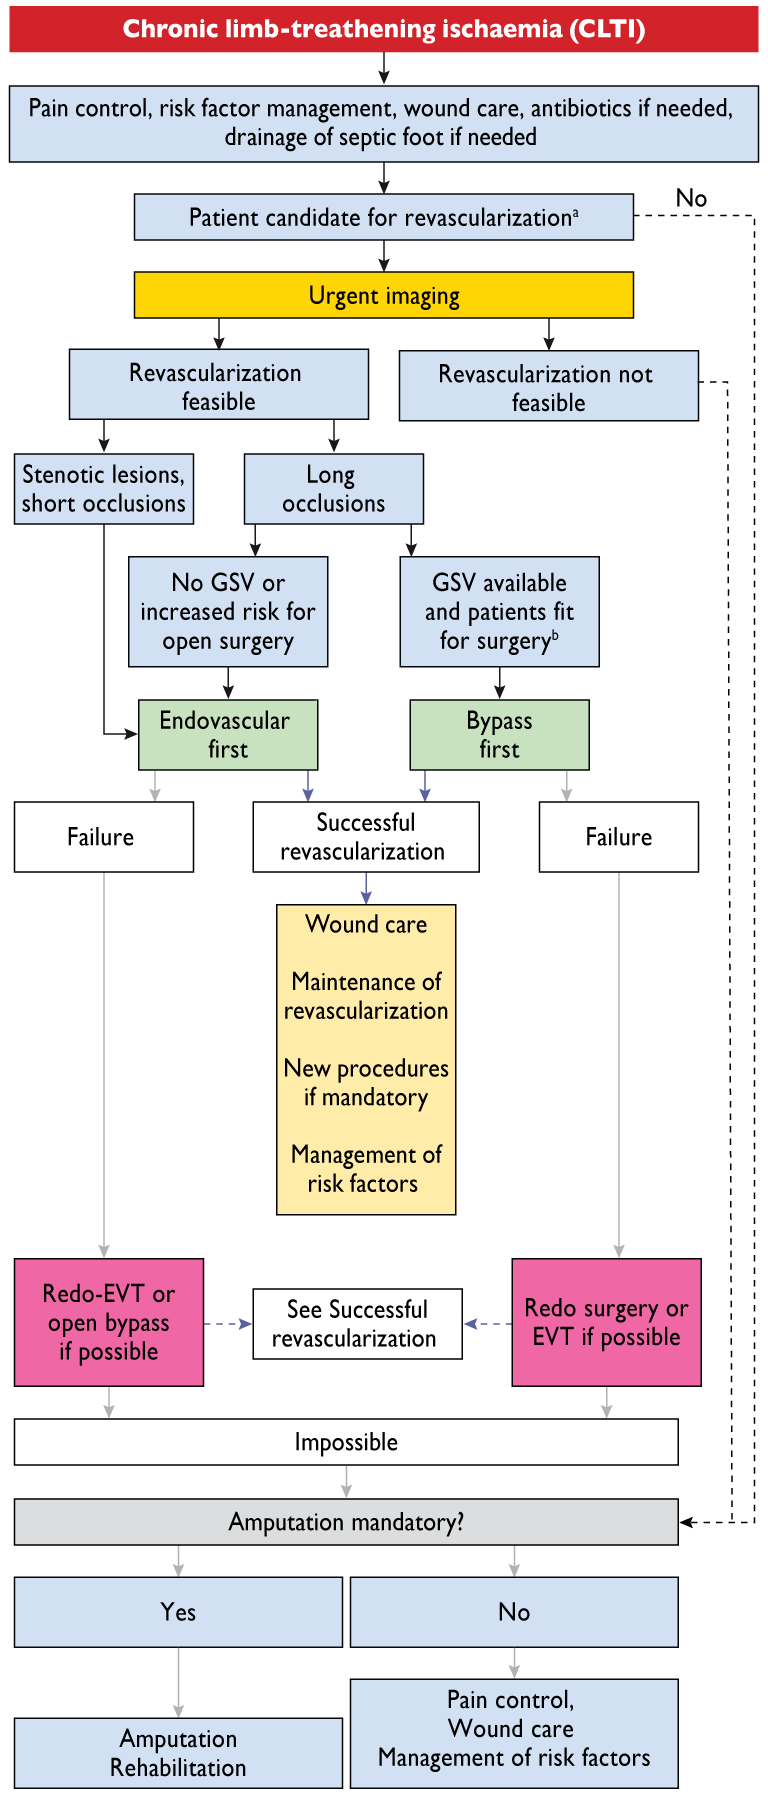 Chronic limb-treathening ischaemia (CLTI)
Pain control, risk factor management, wound care, antibiotics if needed,
drainage of septic foot if needed
No
Patient candidate for revascularizationᵃ
Urgent imaging
Revascularization
feasible
Revascularization not
feasible
Stenotic lesions,
short occlusions
Long
occlusions
No GSV or
increased risk for
open surgery
GSV available
and patients fit
for surgeryᵇ
Endovascular
first
Bypass
first
Failure
Successful
revascularization
Failure
Wound care
Maintenance of
revascularization
New procedures
if mandatory
Management of
risk factors
Redo-EVT or
open bypass
if possible
See Successful
revascularization
Redo surgery or
EVT if possible
Impossible
Amputation mandatory?
Yes
No
Amputation
Rehabilitation
Pain control,
Wound care
Management of risk factors